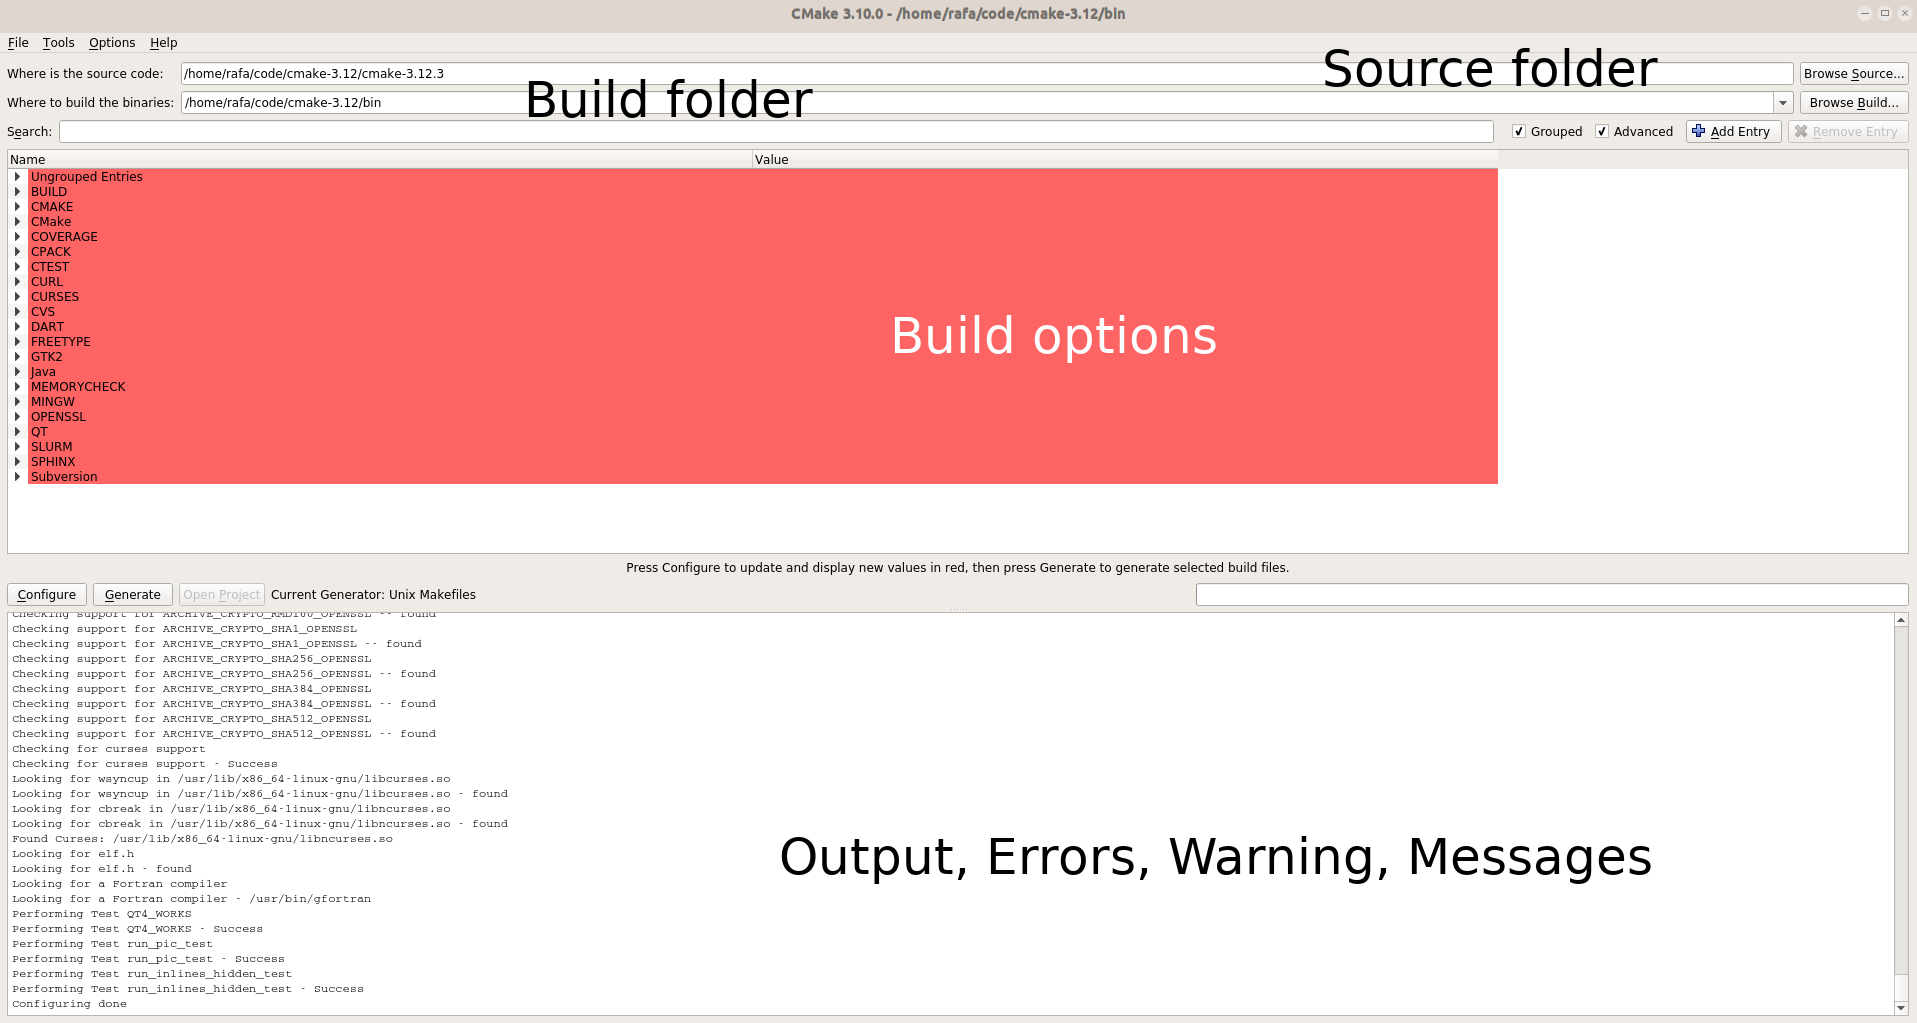 CMake 3.10.0 - /home/rafa/code/cmake-3.12/bin
File Tools Options Help
Source folder
Where is the source code: /home/rafa/code/cmake-3.12/cmake-3.12.3 Browse Source...
Build folder
Where to build the binaries: /home/rafa/code/cmake-3.12/bin Browse Build...
Search: Grouped Advanced Add Entry Remove Entry
Name Value
Ungrouped Entries
BUILD
CMAKE
CMake
COVERAGE
CPACK
CTEST
CURL
CURSES
CVS
DART
FREETYPE
Build options
GTK2
Java
MEMORYCHECK
MINGW
OPENSSL
QT
SLURM
SPHINX
Subversion
Press Configure to update and display new values in red, then press Generate to generate selected build files.
Configure Generate Open Project Current Generator: Unix Makefiles
Checking support for ARCHIVE_CRYPTO_RMD160_OPENSSL -- found
Checking support for ARCHIVE_CRYPTO_SHA1_OPENSSL
Checking support for ARCHIVE_CRYPTO_SHA1_OPENSSL -- found
Checking support for ARCHIVE_CRYPTO_SHA256_OPENSSL
Checking support for ARCHIVE_CRYPTO_SHA256_OPENSSL -- found
Checking support for ARCHIVE_CRYPTO_SHA384_OPENSSL
Checking support for ARCHIVE_CRYPTO_SHA384_OPENSSL -- found
Checking support for ARCHIVE_CRYPTO_SHA512_OPENSSL
Checking support for ARCHIVE_CRYPTO_SHA512_OPENSSL -- found
Checking for curses support
Checking for curses support - Success
Looking for wsyncup in /usr/lib/x86_64-linux-gnu/libcurses.so
Looking for wsyncup in /usr/lib/x86_64-linux-gnu/libcurses.so - found
Looking for cbreak in /usr/lib/x86_64-linux-gnu/libncurses.so
Looking for cbreak in /usr/lib/x86_64-linux-gnu/libncurses.so - found
Found Curses: /usr/lib/x86_64-linux-gnu/libncurses.so
Looking for elf.h
Output, Errors, Warning, Messages
Looking for elf.h - found
Looking for a Fortran compiler
Looking for a Fortran compiler - /usr/bin/gfortran
Performing Test QT4_WORKS
Performing Test QT4_WORKS - Success
Performing Test run_pic_test
Performing Test run_pic_test - Success
Performing Test run_inlines_hidden_test
Performing Test run_inlines_hidden_test - Success
Configuring done